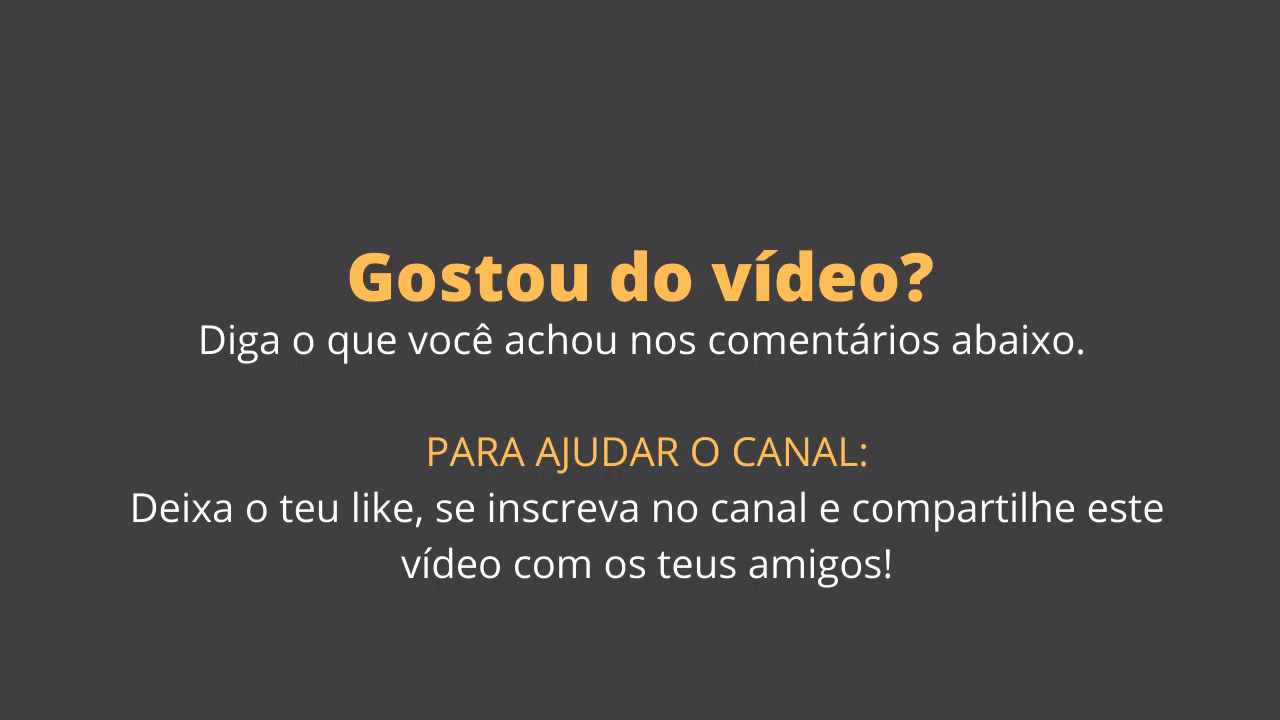 Gostou do vídeo?
Diga o que você achou nos comentários abaixo.
PARA AJUDAR O CANAL:
Deixa o teu like, se inscreva no canal e compartilhe este
vídeo com os teus amigos!